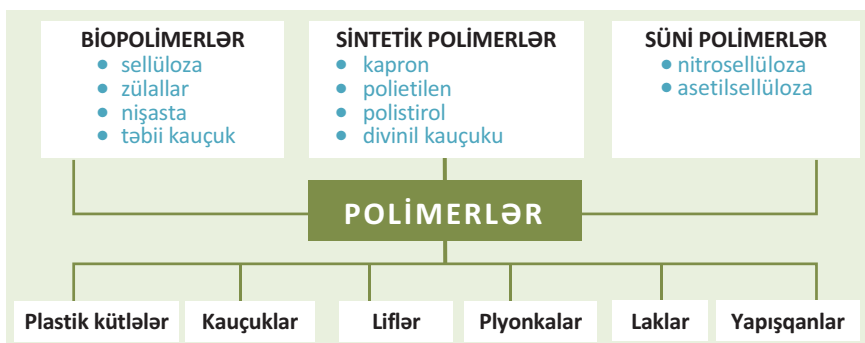 BİOPOLİMERLƏR
• sellüloza
• zülallar
• nişasta
• təbii kauçuk
SİNTETİK POLİMERLƏR
• kapron
• polietilen
• polistirol
• divinil kauçuku
SÜNİ POLİMERLƏR
• nitrosellüloza
• asetilsellüloza
POLİMERLƏR
Plastik kütlələr
Kauçuklar
Liflər
Plyonkalar
Laklar
Yapışqanlar